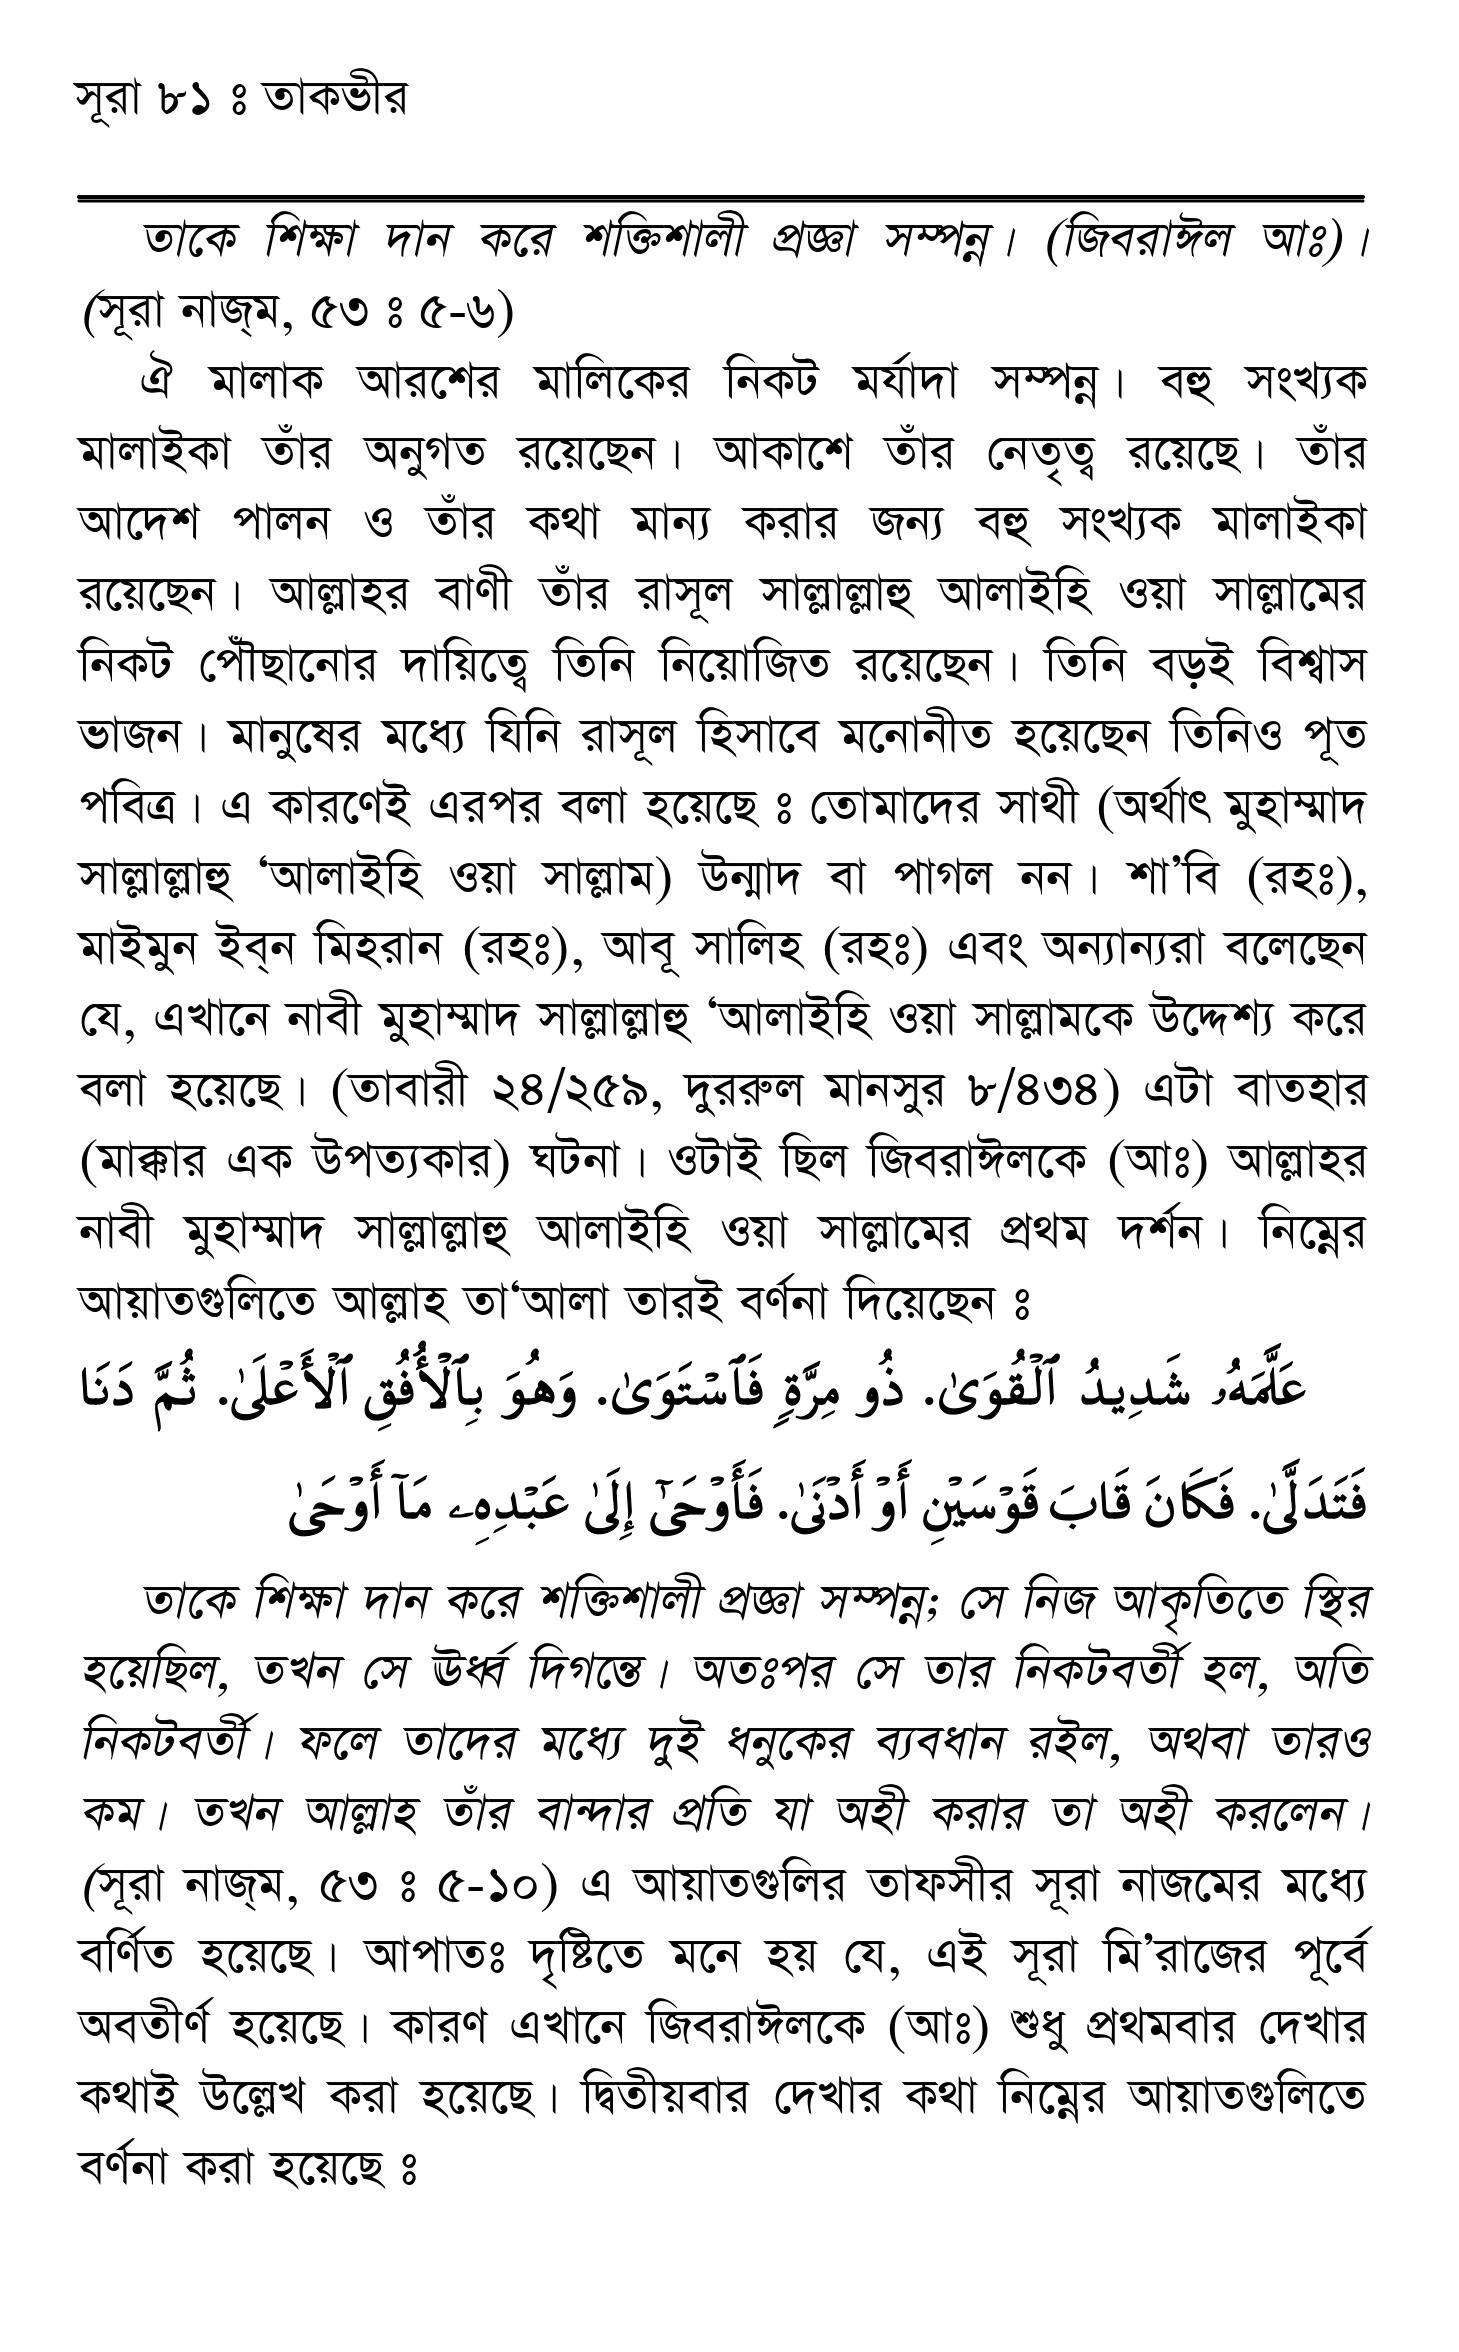 সূরা ৮১ ঃ তাকভীর
তাকে শিক্ষা দান করে শক্তিশালী প্রজ্ঞা সম্পন্ন। (জিবরাঈল আঃ)।
(সূরা নাজ্‌ম, ৫৩ ঃ ৫-৬)
ঐ মালাক আরশের মালিকের নিকট মর্যাদা সম্পন্ন। বহু সংখ্যক
মালাইকা তাঁর অনুগত রয়েছেন। আকাশে তাঁর নেতৃত্ব রয়েছে। তাঁর
আদেশ পালন ও তাঁর কথা মান্য করার জন্য বহু সংখ্যক মালাইকা
রয়েছেন। আল্লাহর বাণী তাঁর রাসূল সাল্লাল্লাহু আলাইহি ওয়া সাল্লামের
নিকট পৌঁছানোর দায়িত্বে তিনি নিয়োজিত রয়েছেন। তিনি বড়ই বিশ্বাস
ভাজন। মানুষের মধ্যে যিনি রাসূল হিসাবে মনোনীত হয়েছেন তিনিও পূত
পবিত্র। এ কারণেই এরপর বলা হয়েছে ঃ তোমাদের সাথী (অর্থাৎ মুহাম্মাদ
সাল্লাল্লাহু ‘আলাইহি ওয়া সাল্লাম) উন্মাদ বা পাগল নন। শা’বি (রহঃ),
মাইমুন ইব্‌ন মিহরান (রহঃ), আবূ সালিহ (রহঃ) এবং অন্যান্যরা বলেছেন
যে, এখানে নাবী মুহাম্মাদ সাল্লাল্লাহু ‘আলাইহি ওয়া সাল্লামকে উদ্দেশ্য করে
বলা হয়েছে। (তাবারী ২৪/২৫৯, দুররুল মানসুর ৮/৪৩৪) এটা বাতহার
(মাক্কার এক উপত্যকার) ঘটনা। ওটাই ছিল জিবরাঈলকে (আঃ) আল্লাহর
নাবী মুহাম্মাদ সাল্লাল্লাহু আলাইহি ওয়া সাল্লামের প্রথম দর্শন। নিম্নের
আয়াতগুলিতে আল্লাহ তা‘আলা তারই বর্ণনা দিয়েছেন ঃ
عَلَّمَهُۥ شَدِيدُ ٱلْقُوَىٰ. ذُو مِرَّةٍ فَٱسْتَوَىٰ. وَهُوَ بِٱلْأُفُقِ ٱلْأَعْلَىٰ. ثُمَّ دَنَا
فَتَدَلَّىٰ. فَكَانَ قَابَ قَوْسَيْنِ أَوْ أَدْنَىٰ. فَأَوْحَىٰٓ إِلَىٰ عَبْدِهِۦ مَآ أَوْحَىٰ
তাকে শিক্ষা দান করে শক্তিশালী প্রজ্ঞা সম্পন্ন; সে নিজ আকৃতিতে স্থির
হয়েছিল, তখন সে ঊর্ধ্ব দিগন্তে। অতঃপর সে তার নিকটবর্তী হল, অতি
নিকটবর্তী। ফলে তাদের মধ্যে দুই ধনুকের ব্যবধান রইল, অথবা তারও
কম। তখন আল্লাহ তাঁর বান্দার প্রতি যা অহী করার তা অহী করলেন।
(সূরা নাজ্‌ম, ৫৩ ঃ ৫-১০) এ আয়াতগুলির তাফসীর সূরা নাজমের মধ্যে
বর্ণিত হয়েছে। আপাতঃ দৃষ্টিতে মনে হয় যে, এই সূরা মি’রাজের পূর্বে
অবতীর্ণ হয়েছে। কারণ এখানে জিবরাঈলকে (আঃ) শুধু প্রথমবার দেখার
কথাই উল্লেখ করা হয়েছে। দ্বিতীয়বার দেখার কথা নিম্নের আয়াতগুলিতে
বর্ণনা করা হয়েছে ঃ